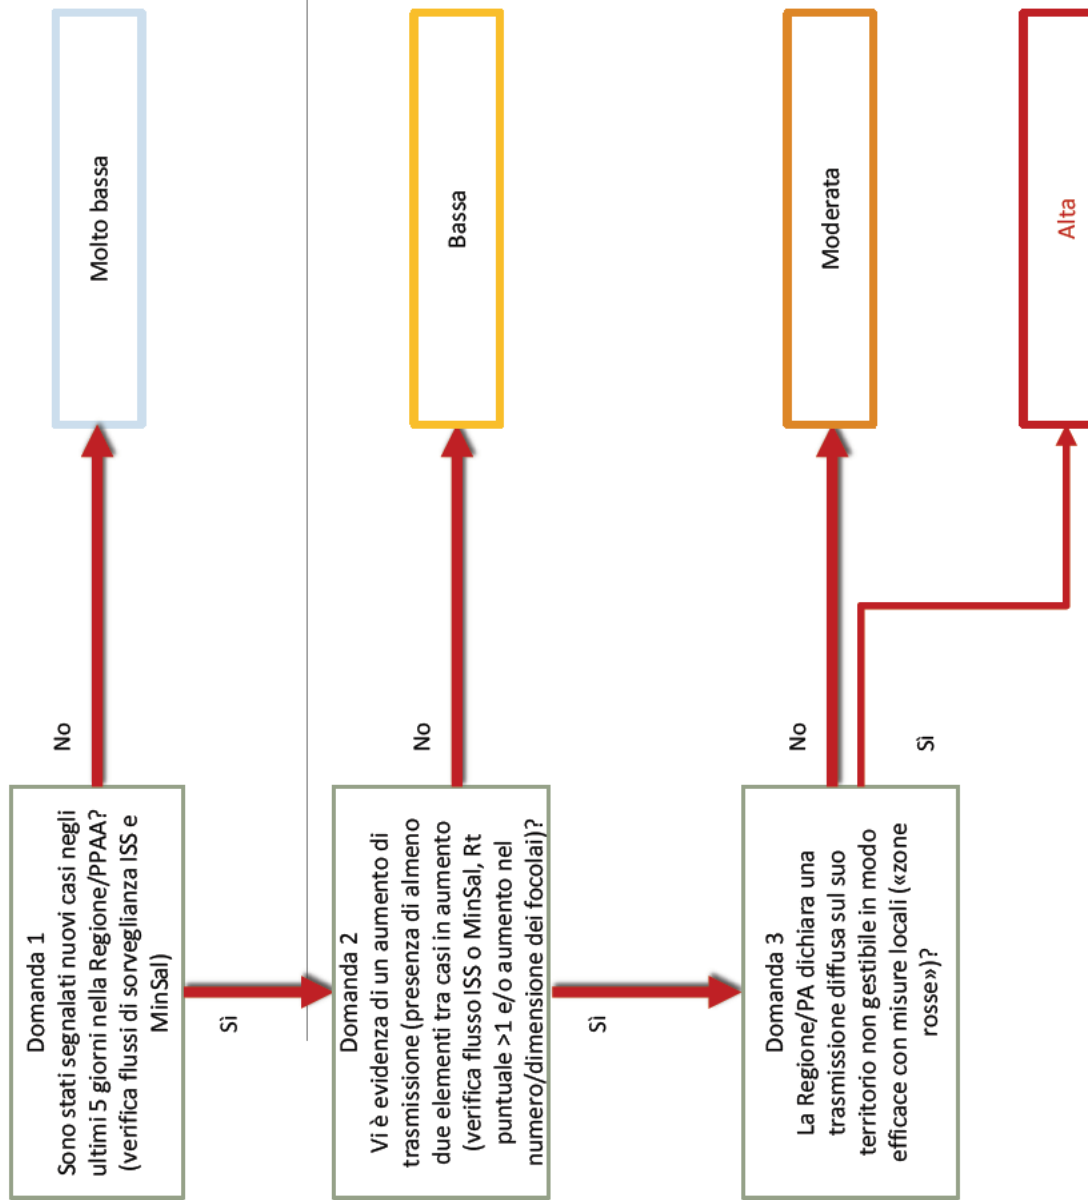 Domanda 1
Sono stati segnalati nuovi casi negli
ultimi 5 giorni nella Regione/PPAA?
(verifica flussi di sorveglianza ISS e
MinSal)
No
Molto bassa
Sì
Domanda 2
Vi è evidenza di un aumento di
trasmissione (presenza di almeno
due elementi tra casi in aumento
(verifica flusso ISS o MinSal, Rt
puntuale >1 e/o aumento nel
numero/dimensione dei focolai)?
No
Bassa
Sì
Domanda 3
La Regione/PA dichiara una
trasmissione diffusa sul suo
territorio non gestibile in modo
efficace con misure locali («zone
rosse»)?
No
Moderata
Sì
Alta